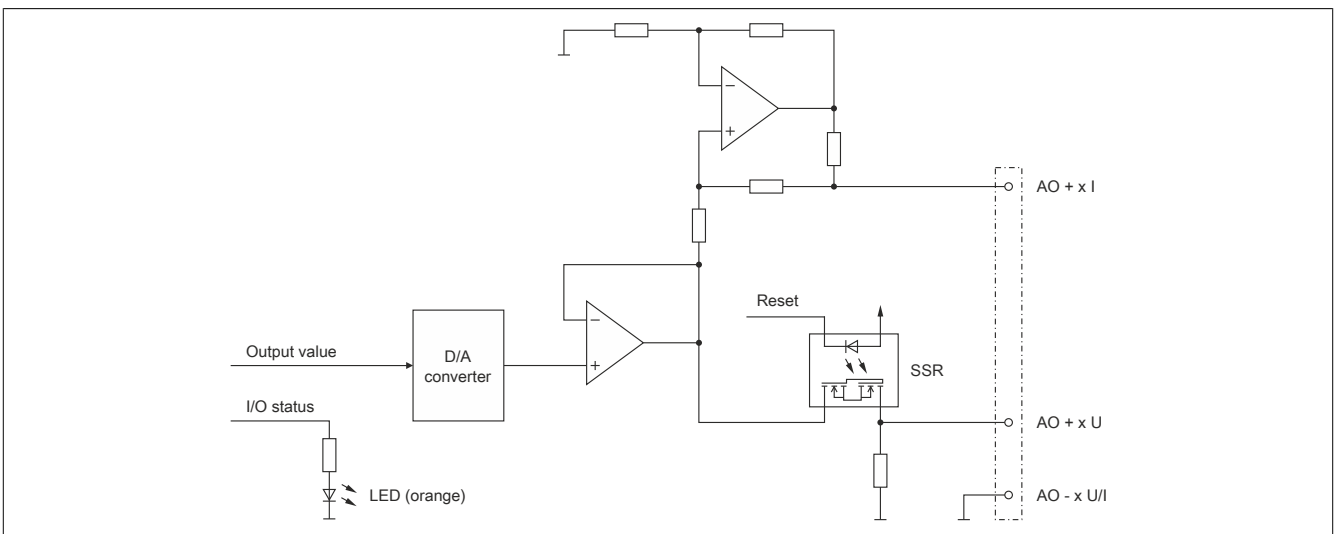 AO + x I
Reset
Output value
D/A
converter
SSR
I/O status
AO + x U
LED (orange)
AO - x U/I